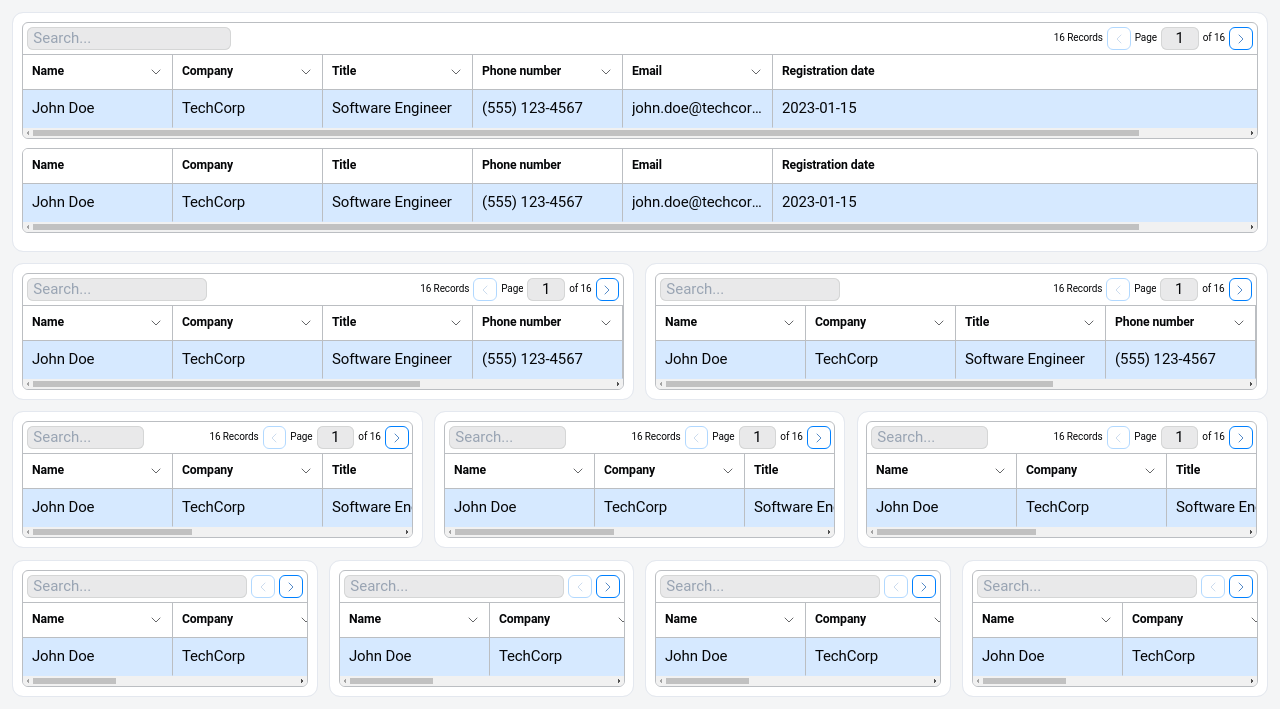 Search... 16 Records Page 1 of 16
Name Company Title Phone number Email Registration date
John Doe TechCorp Software Engineer (555) 123-4567 john.doe@techcor... 2023-01-15
Name Company Title Phone number Email Registration date
John Doe TechCorp Software Engineer (555) 123-4567 john.doe@techcor... 2023-01-15
Search... 16 Records Page 1 of 16
Name Company Title Phone number
John Doe TechCorp Software Engineer (555) 123-4567
Search... 16 Records Page 1 of 16
Name Company Title Phone number
John Doe TechCorp Software Engineer (555) 123-4567
Search... 16 Records Page 1 of 16
Name Company Title
John Doe TechCorp Software En
Search... 16 Records Page 1 of 16
Name Company Title
John Doe TechCorp Software En
Search... 16 Records Page 1 of 16
Name Company Title
John Doe TechCorp Software En
Search...
Name Company
John Doe TechCorp
Search...
Name Company
John Doe TechCorp
Search...
Name Company
John Doe TechCorp
Search...
Name Company
John Doe TechCorp